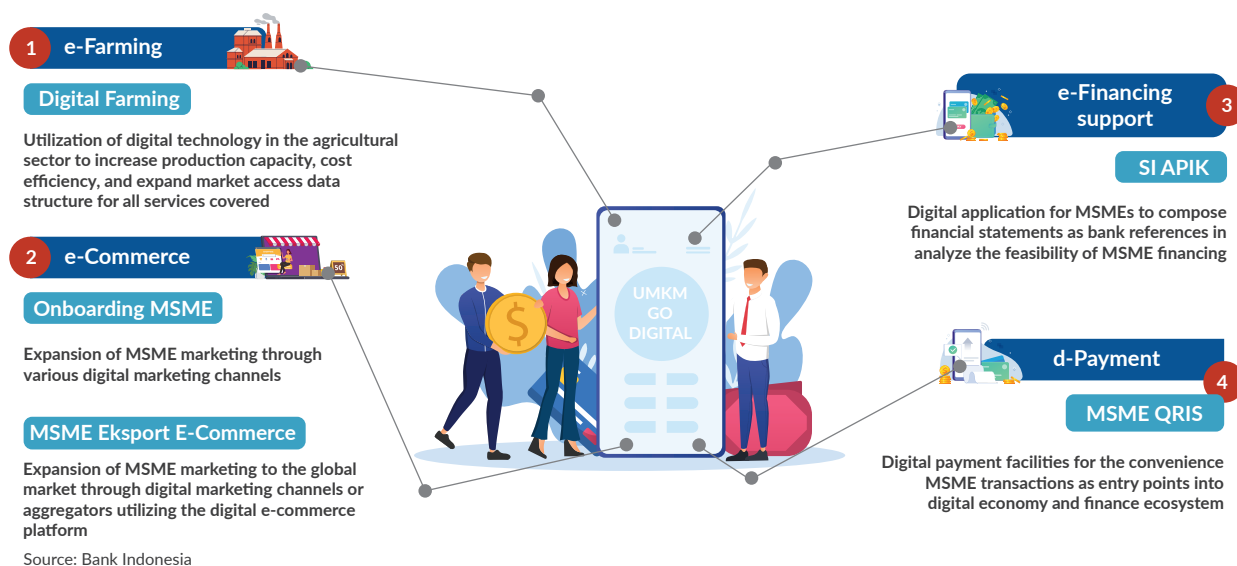 1
e-Farming
Digital Farming
Utilization of digital technology in the agricultural
sector to increase production capacity, cost
efficiency, and expand market access data
structure for all services covered
2
e-Commerce
50
Onboarding MSME
Expansion of MSME marketing through
various digital marketing channels
MSME Eksport E-Commerce
Expansion of MSME marketing to the global
market through digital marketing channels or
aggregators utilizing the digital e-commerce
platform
Source: Bank Indonesia
$
UMKM
GO
DIGITAL
e-Financing
support
3
SI APIK
Digital application for MSMEs to compose
financial statements as bank references in
analyze the feasibility of MSME financing
d-Payment
4
MSME QRIS
Digital payment facilities for the convenience
MSME transactions as entry points into
digital economy and finance ecosystem